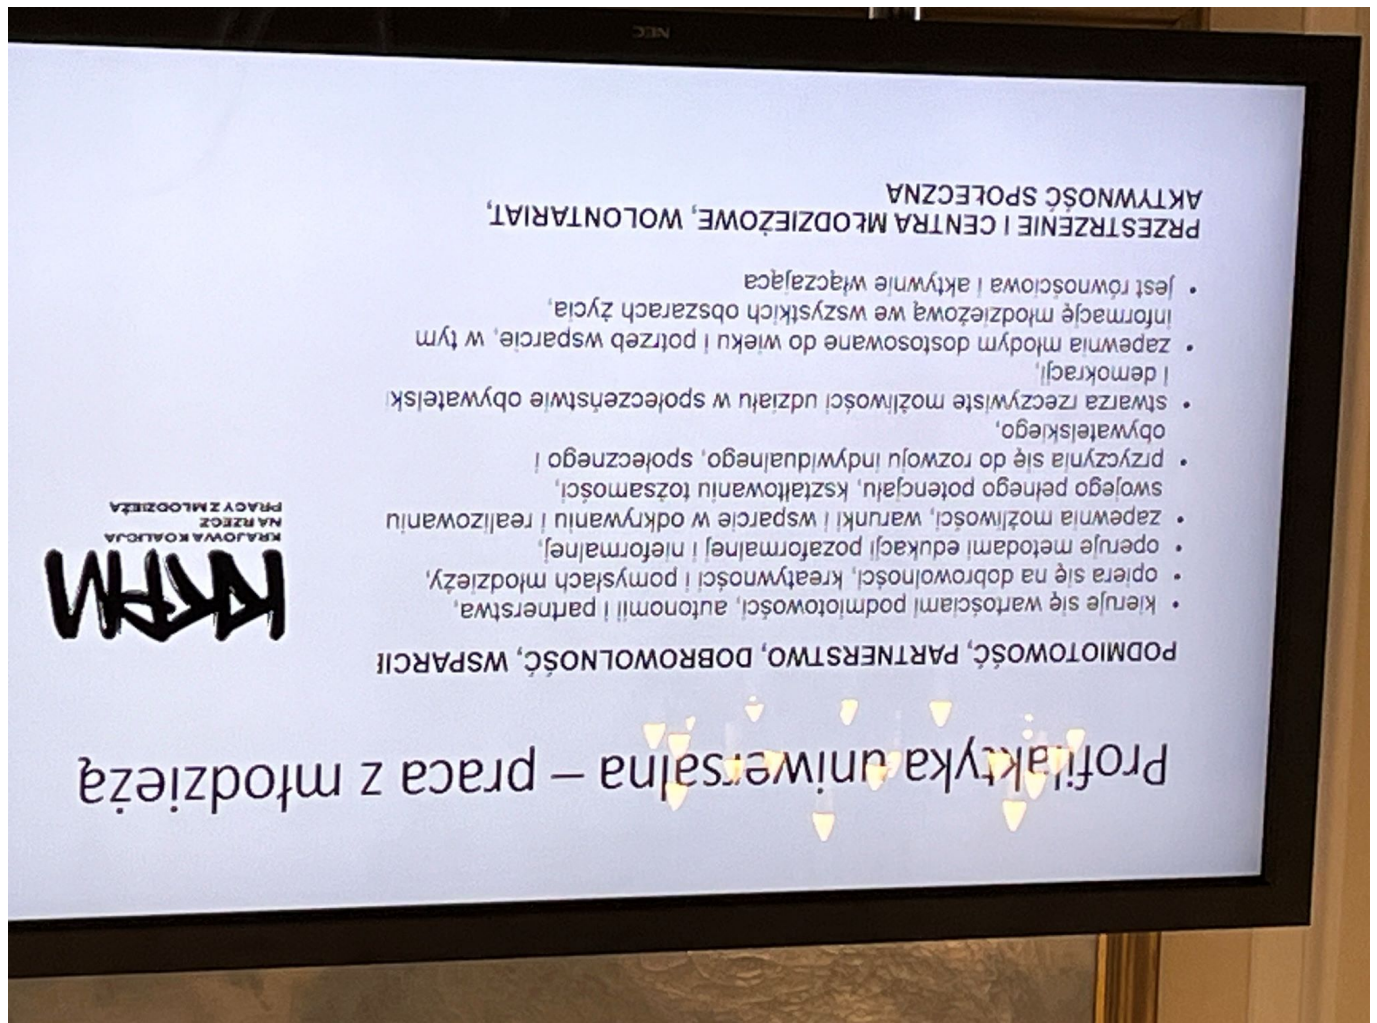 Profilaktyka uniwersalna – praca z młodzieżą
PODMIOTOWOŚĆ, PARTNERSTWO, DOBROWOLNOŚĆ, WSPARCIE
• kieruje się wartościami podmiotowości, autonomii i partnerstwa,
• opiera się na dobrowolności, kreatywności i pomysłach młodzieży,
• operuje metodami edukacji pozaformalnej i nieformalnej,
• zapewnia możliwości, warunki i wsparcie w odkrywaniu i realizowaniu
swojego pełnego potencjału, kształtowaniu tożsamości,
• przyczynia się do rozwoju indywidualnego, społecznego i
obywatelskiego,
• stwarza rzeczywiste możliwości udziału w społeczeństwie obywatelsk
i demokracji,
• zapewnia młodym dostosowane do wieku i potrzeb wsparcie, w tym
informację młodzieżową we wszystkich obszarach życia,
• jest równościowa i aktywnie włączająca
PRZESTRZENIE I CENTRA MŁODZIEŻOWE, WOLONTARIAT,
AKTYWNOŚĆ SPOŁECZNA
KKPM
KRAJOWA KOALICJA
NA RZECZ
PRACY Z MŁODZIEŻĄ
NEC